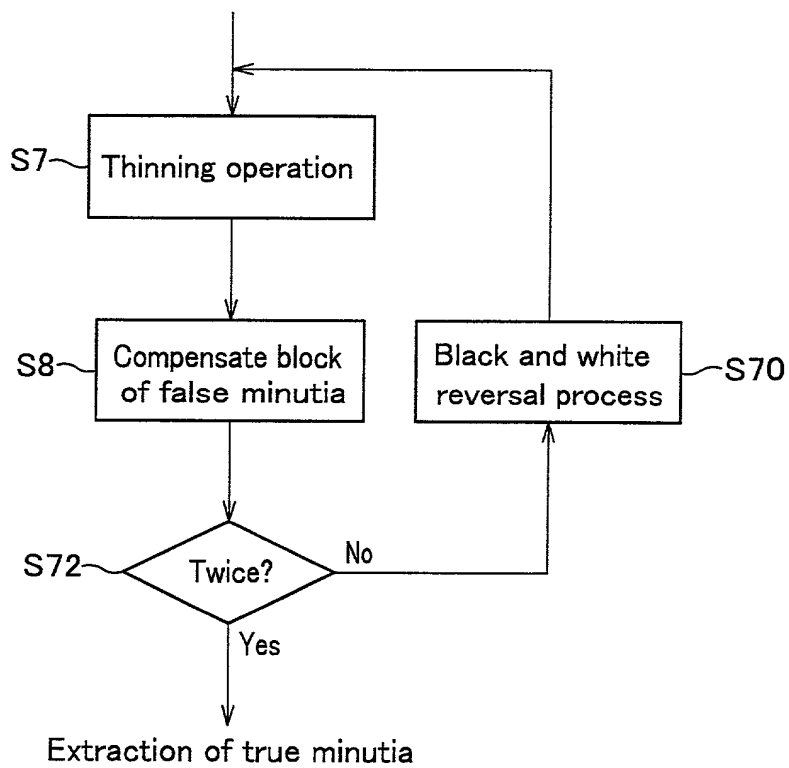 S7
Thinning operation
S8
Compensate block
of false minutia
Black and white
reversal process
S70
S72
Twice?
No
Yes
Extraction of true minutia